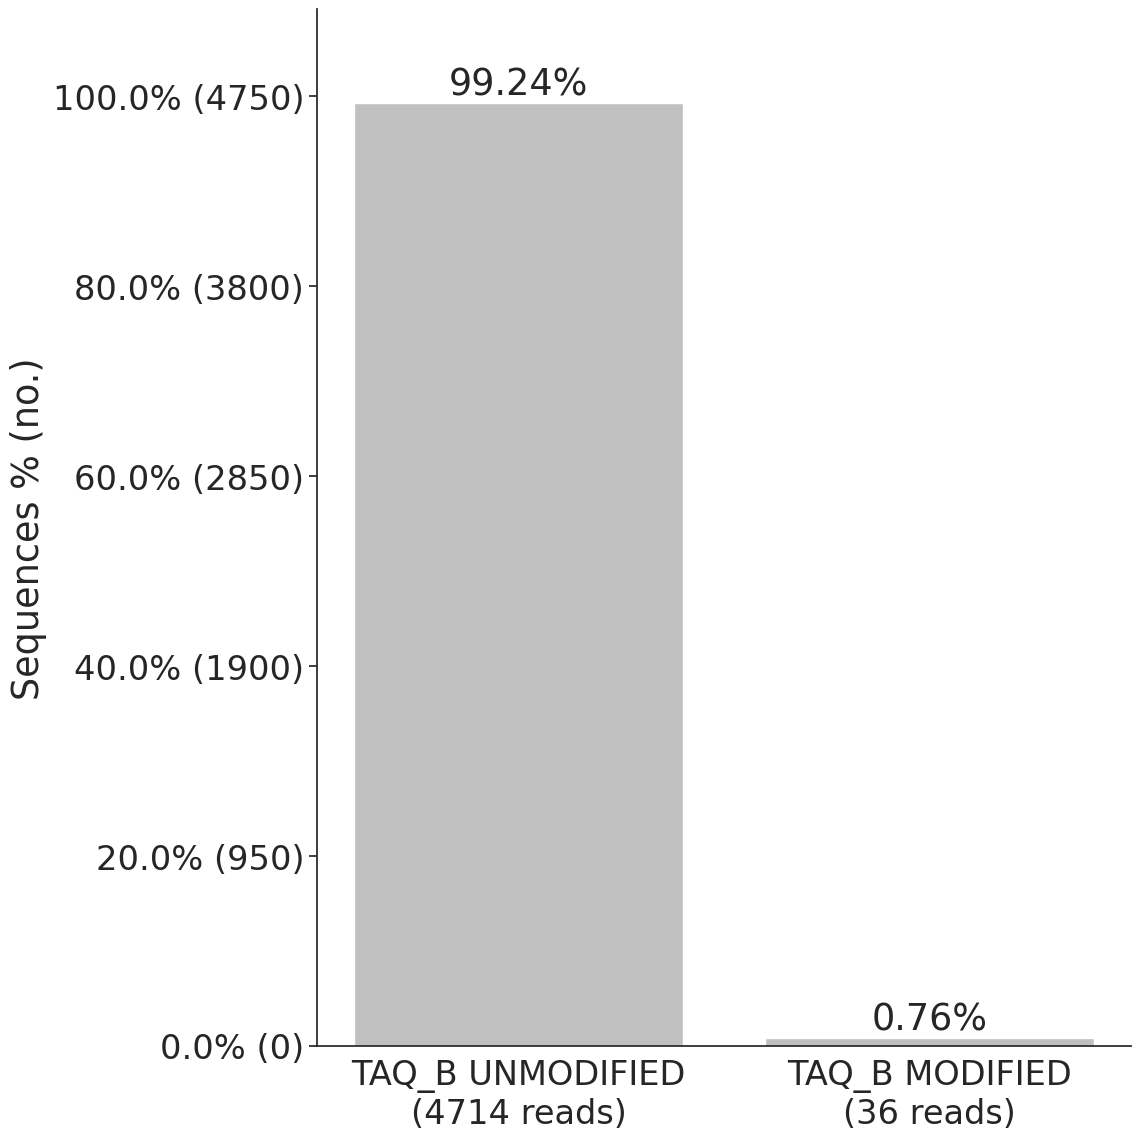 99.24%
100.0% (4750)
80.0% (3800)
60.0% (2850)
40.0% (1900)
20.0% (950)
0.0% (0)
Sequences % (no.)
0.76%
TAQ_B UNMODIFIED
(4714 reads)
TAQ_B MODIFIED
(36 reads)